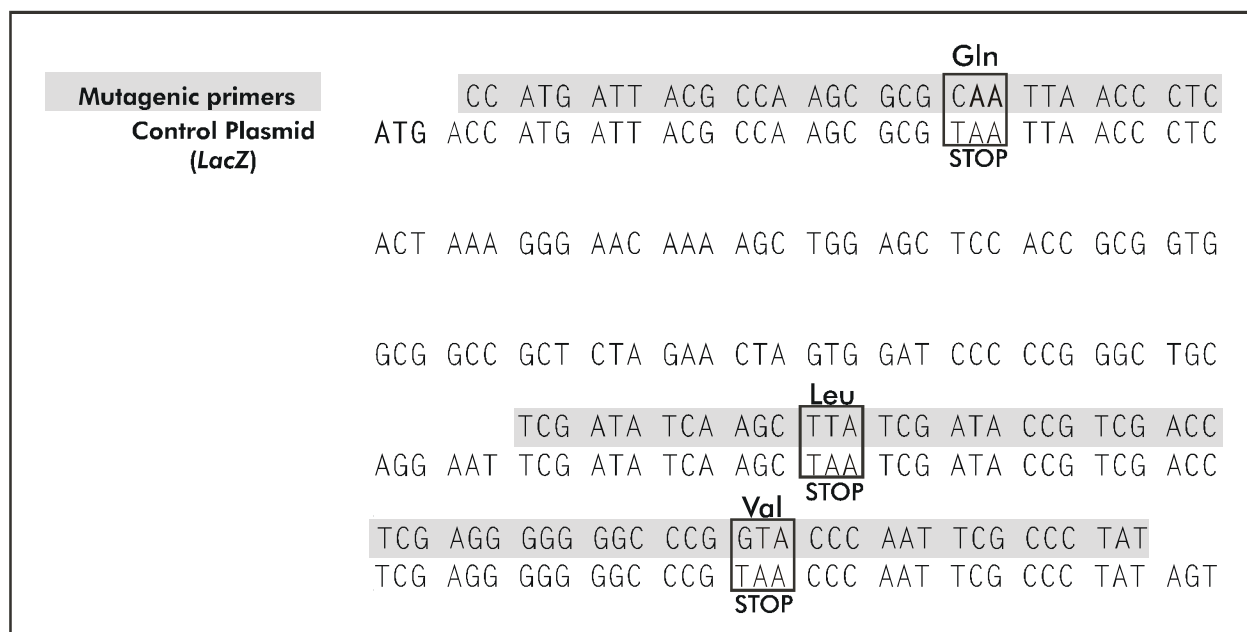 Gln
Mutagenic primers CC ATG ATT ACG CCA AGC GCG CAA TTA ACC CTC
Control Plasmid ATG ACC ATG ATT ACG CCA AGC GCG TAA TTA ACC CTC
(LacZ) STOP
ACT AAA GGG AAC AAA AGC TGG AGC TCC ACC GCG GTG
GCG GCC GCT CTA GAA CTA GTG GAT CCC CCG GGC TGC
Leu
TCG ATA TCA AGC TTA TCG ATA CCG TCG ACC
AGG AAT TCG ATA TCA AGC TAA TCG ATA CCG TCG ACC
STOP
Val
TCG AGG GGG GGC CCG GTA CCC AAT TCG CCC TAT
TCG AGG GGG GGC CCG TAA CCC AAT TCG CCC TAT AGT
STOP